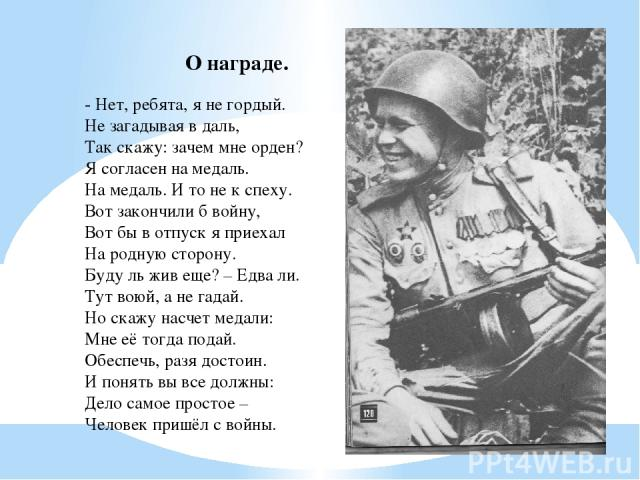 О награде.
- Нет, ребята, я не гордый.
Не загадывая в даль,
Так скажу: зачем мне орден?
Я согласен на медаль.
На медаль. И то не к спеху.
Вот закончили б войну,
Вот бы в отпуск я приехал
На родную сторону.
Буду ль жив еще? – Едва ли.
Тут воюй, а не гадай.
Но скажу насчет медали:
Мне её тогда подай.
Обеспечь, разя достоин.
И понять вы все должны:
Дело самое простое –
Человек пришёл с войны.
120
PPt4WEB.ru